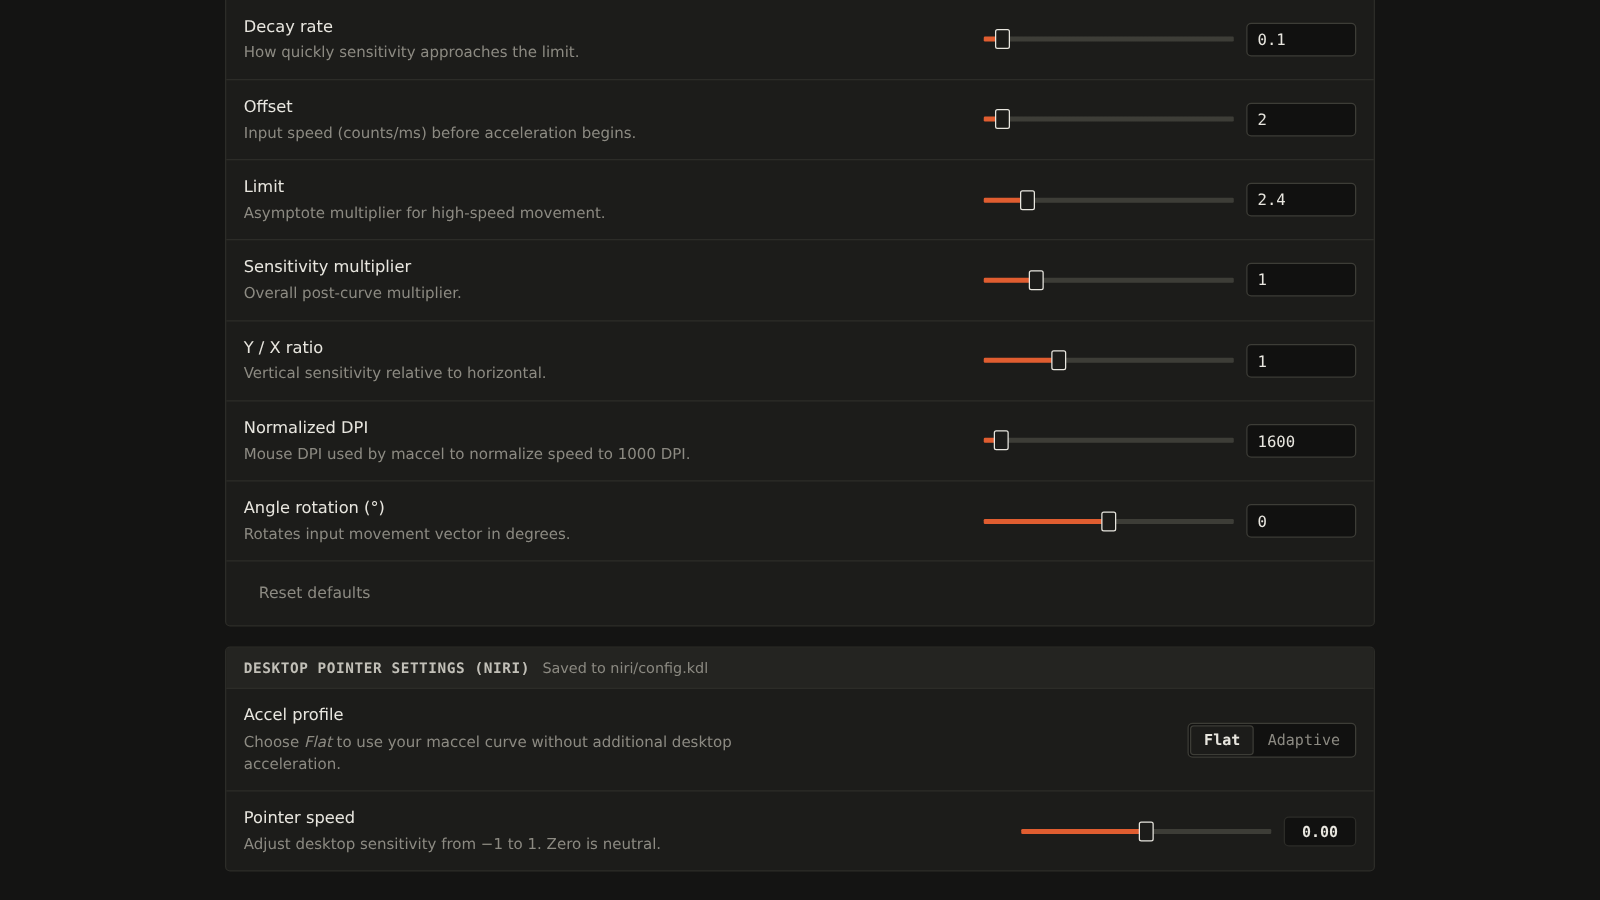 Decay rate
How quickly sensitivity approaches the limit.
0.1
Offset
Input speed (counts/ms) before acceleration begins.
2
Limit
Asymptote multiplier for high-speed movement.
2.4
Sensitivity multiplier
Overall post-curve multiplier.
1
Y / X ratio
Vertical sensitivity relative to horizontal.
1
Normalized DPI
Mouse DPI used by maccel to normalize speed to 1000 DPI.
1600
Angle rotation (°)
Rotates input movement vector in degrees.
0
Reset defaults
DESKTOP POINTER SETTINGS (NIRI) Saved to niri/config.kdl
Accel profile
Choose Flat to use your maccel curve without additional desktop
acceleration.
Flat Adaptive
Pointer speed
Adjust desktop sensitivity from −1 to 1. Zero is neutral.
0.00